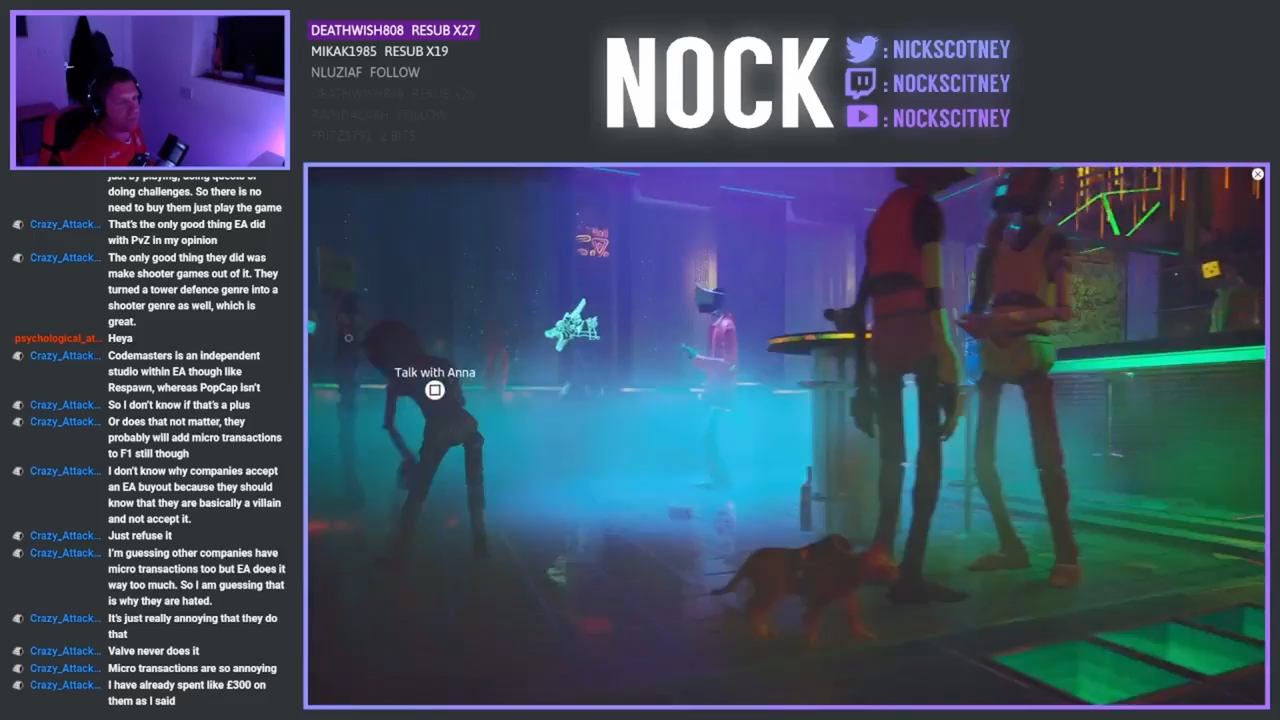 DEATHWISH808 RESUB X27
MIKAK1985 RESUB X19
NLUZIAF FOLLOW
NOCK
: NICKSCOTNEY
: NOCKSCITNEY
: NOCKSCITNEY
doing challenges. So there is no
need to buy them just play the game
Crazy_Attack... That's the only good thing EA did
with PvZ in my opinion
Crazy_Attack... The only good thing they did was
make shooter games out of it. They
turned a tower defence genre into a
shooter genre as well, which is
great.
psychological_at... Heya
Crazy_Attack... Codemasters is an independent
studio within EA though like
Respawn, whereas PopCap isn't
Crazy_Attack... So I don't know if that's a plus
Crazy_Attack... Or does that not matter, they
probably will add micro transactions
to F1 still though
Crazy_Attack... I don't know why companies accept
an EA buyout because they should
know that they are basically a villain
and not accept it.
Crazy_Attack... Just refuse it
Crazy_Attack... I'm guessing other companies have
micro transactions too but EA does it
way too much. So I am guessing that
is why they are hated.
Crazy_Attack... It's just really annoying that they do
that
Crazy_Attack... Valve never does it
Crazy_Attack... Micro transactions are so annoying
Crazy_Attack... I have already spent like £300 on
them as I said
Talk with Anna